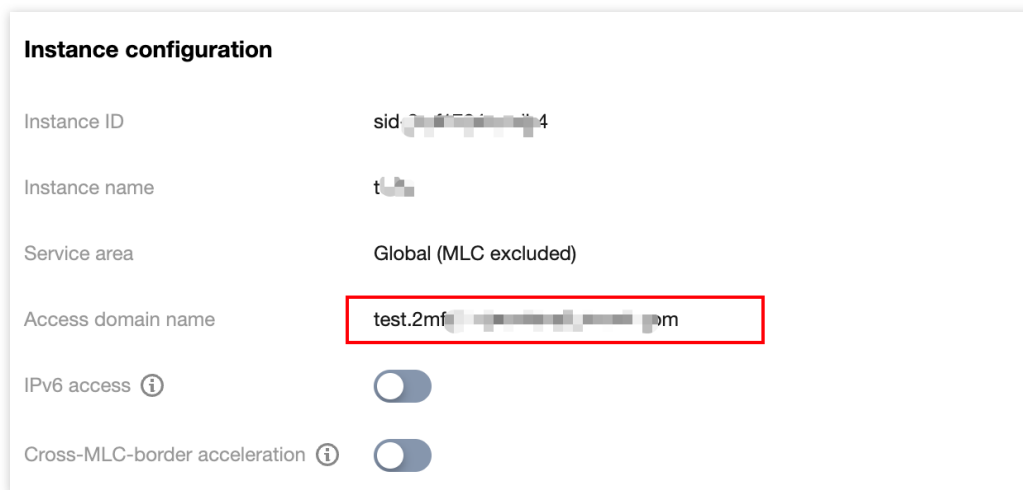 Instance configuration
Instance ID
Instance name
Service area Global (MLC excluded)
Access domain name
IPv6 access
Cross-MLC-border acceleration